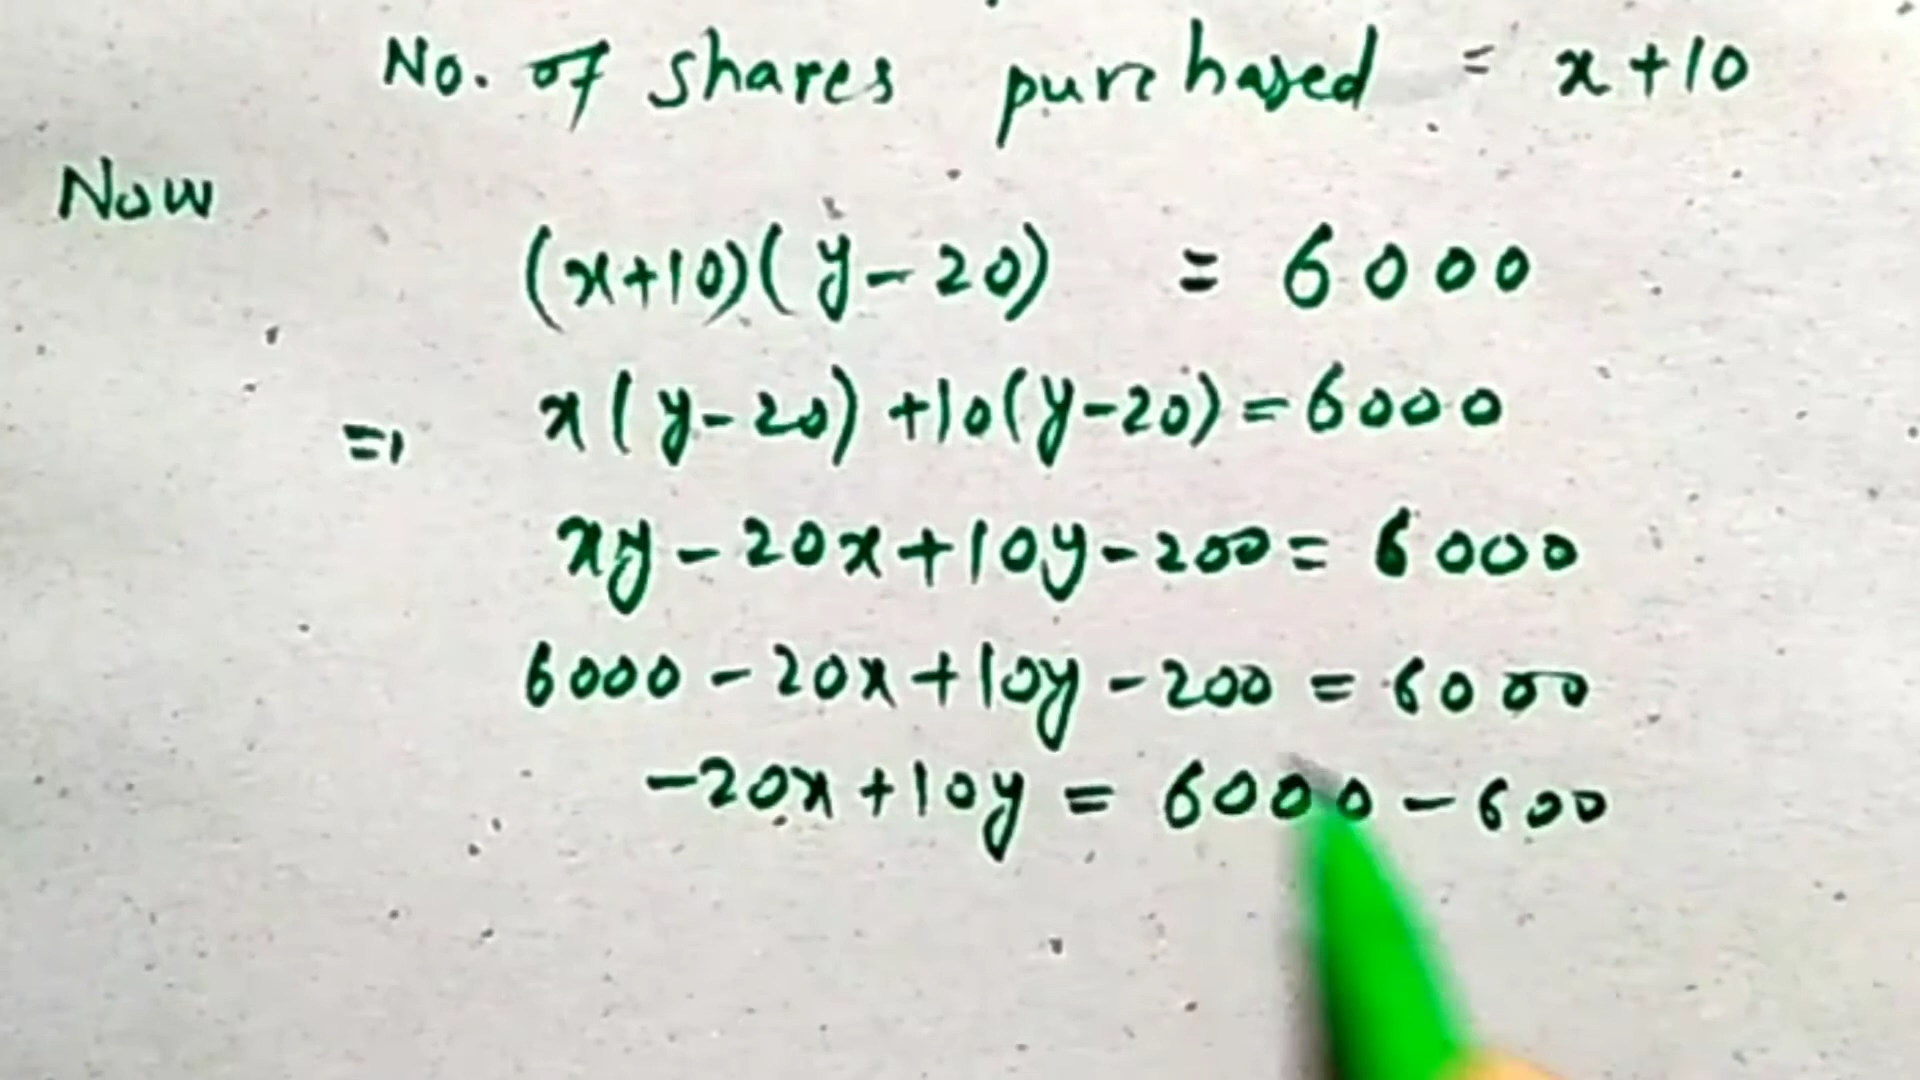 No. of shares purchased = x+10
Now
(x+10)(y-20) = 6000
=> x(y-20)+10(y-20)=6000
xy-20x+10y-200=6000
6000-20x+10y-200=6000
-20x+10y=6000-600